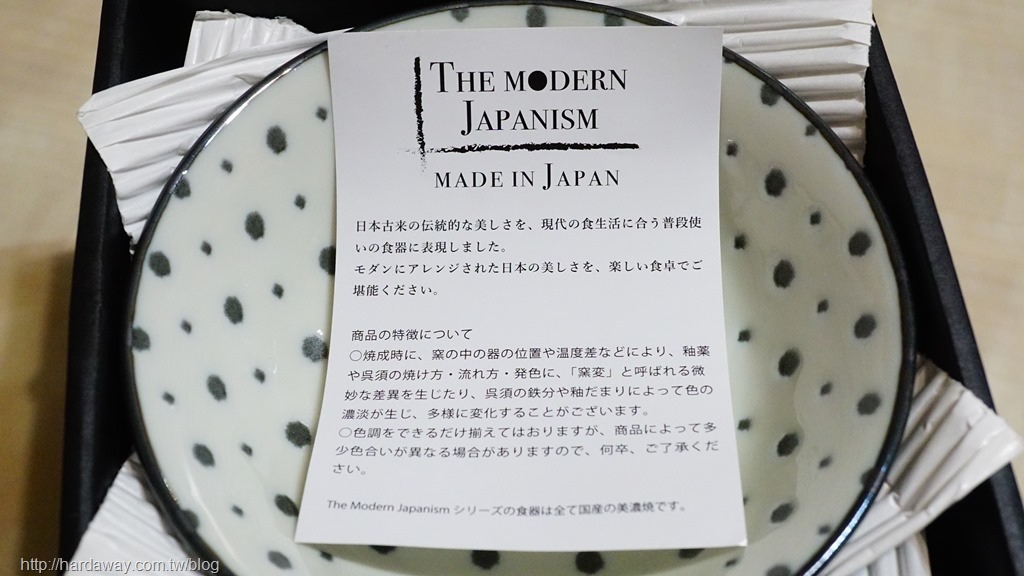 THE MODERN
JAPANISM
MADE IN JAPAN
日本古来の伝統的な美しさを、現代の食生活に合う普段使
いの食器に表現しました。
モダンにアレンジされた日本の美しさを、楽しい食卓でご
堪能ください。
商品の特徴について
○焼成時に、窯の中の器の位置や温度差などにより、釉薬
や呉須の焼け方・流れ方・発色に、「窯変」と呼ばれる微
妙な差異を生じたり、呉須の鉄分や釉だまりによって色の
濃淡が生じ、多様に変化することがございます。
○色調をできるだけ揃えてはおりますが、商品によって多
少色合いが異なる場合がありますので、何卒、ご了承くだ
さい。
The Modern Japanism シリーズの食器は全て国産の美濃焼です。
http://hardaway.com.tw/blog